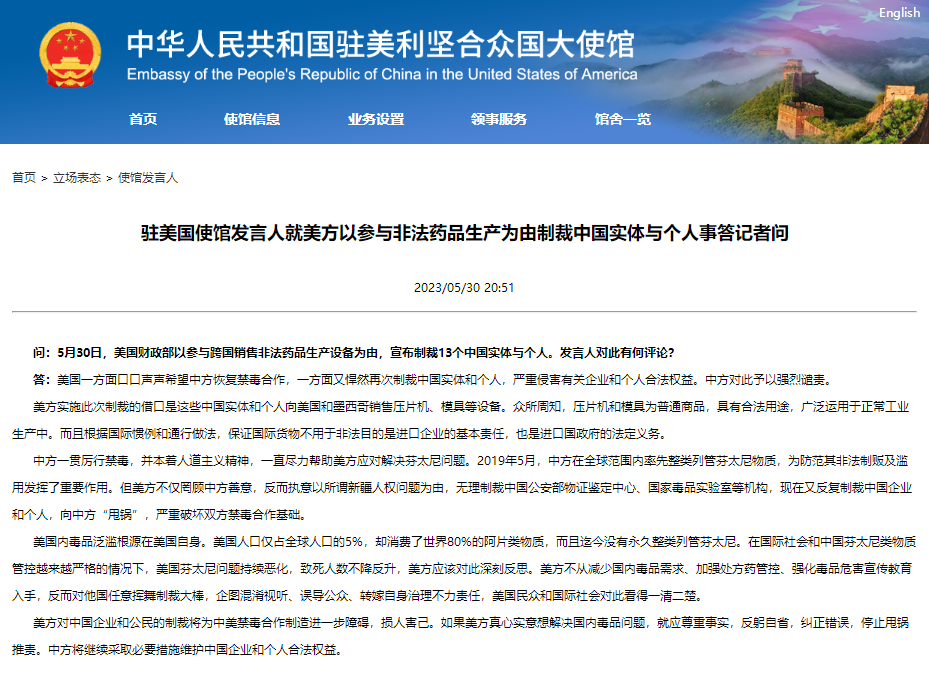 English
中华人民共和国驻美利坚合众国大使馆
Embassy of the People's Republic of China in the United States of America
首页 使馆信息 业务设置 领事服务 馆舍一览
首页 > 立场表态 > 使馆发言人
驻美国使馆发言人就美方以参与非法药品生产为由制裁中国实体与个人事答记者问
2023/05/30 20:51
问：5月30日，美国财政部以参与跨国销售非法药品生产设备为由，宣布制裁13个中国实体与个人。发言人对此有何评论？
答：美国一方面口口声声希望中方恢复禁毒合作，一方面又悍然再次制裁中国实体和个人，严重侵害有关企业和个人合法权益。中方对此予以强烈谴责。
美方实施此次制裁的借口是这些中国实体和个人向美国和墨西哥销售压片机、模具等设备。众所周知，压片机和模具为普通商品，具有合法用途，广泛运用于正常工业
生产中。而且根据国际惯例和通行做法，保证国际货物不用于非法目的是进口企业的基本责任，也是进口国政府的法定义务。
中方一贯厉行禁毒，并本着人道主义精神，一直尽力帮助美方应对解决芬太尼问题。2019年5月，中方在全球范围内率先整类列管芬太尼物质，为防范其非法制贩及滥
用发挥了重要作用。但美方不仅罔顾中方善意，反而执意以所谓新疆人权问题为由，无理制裁中国公安部物证鉴定中心、国家毒品实验室等机构，现在又反复制裁中国企业
和个人，向中方“甩锅”，严重破坏双方禁毒合作基础。
美国内毒品泛滥根源在美国自身。美国人口仅占全球人口的5%，却消费了世界80%的阿片类物质，而且迄今没有永久整类列管芬太尼。在国际社会和中国芬太尼类物质
管控越来越严格的情况下，美国芬太尼问题持续恶化，致死人数不降反升，美方应该对此深刻反思。美方不从减少国内毒品需求、加强处方药管控、强化毒品危害宣传教育
入手，反而对他国任意挥舞制裁大棒，企图混淆视听、误导公众、转嫁自身治理不力责任，美国民众和国际社会对此看得一清二楚。
美方对中国企业和公民的制裁将为中美禁毒合作制造进一步障碍，损人害己。如果美方真心实意想解决国内毒品问题，就应尊重事实，反躬自省，纠正错误，停止甩锅
推责。中方将继续采取必要措施维护中国企业和个人合法权益。